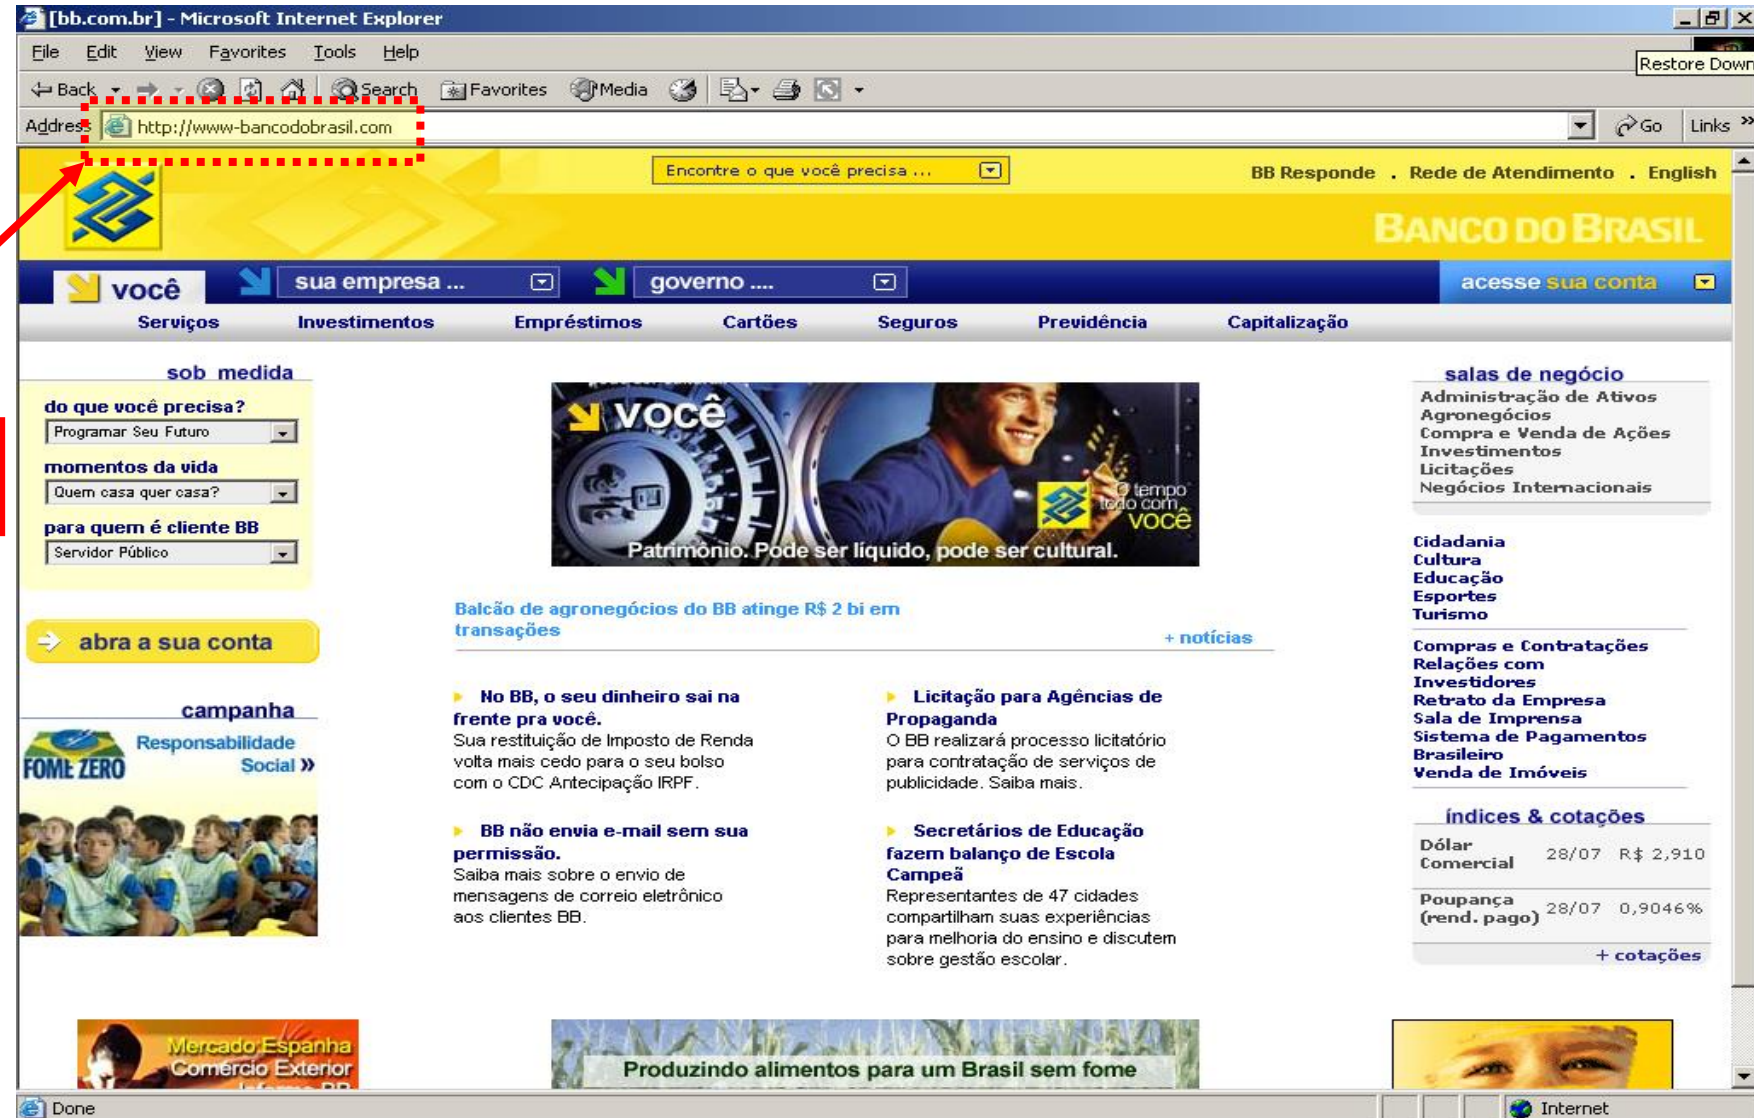 [bb.com.br] - Microsoft Internet Explorer
File Edit View Favorites Tools Help
Restore Down
Back Search Favorites Media
Address http://www-bancodobrasil.com Go Links »
Encontre o que você precisa ...
BB Responde . Rede de Atendimento . English
BANCO DO BRASIL
você sua empresa ... governo .... acesse sua conta
Serviços Investimentos Empréstimos Cartões Seguros Previdência Capitalização
sob medida
do que você precisa?
Programar Seu Futuro
momentos da vida
Quem casa quer casa?
para quem é cliente BB
Servidor Público
abra a sua conta
campanha
Responsabilidade
Social »
FOME ZERO
você
O tempo
todo com
você
Patrimônio. Pode ser líquido, pode ser cultural.
Balcão de agronegócios do BB atinge R$ 2 bi em
transações
+ notícias
No BB, o seu dinheiro sai na
frente pra você.
Sua restituição de Imposto de Renda
volta mais cedo para o seu bolso
com o CDC Antecipação IRPF.
BB não envia e-mail sem sua
permissão.
Saiba mais sobre o envio de
mensagens de correio eletrônico
aos clientes BB.
Licitação para Agências de
Propaganda
O BB realizará processo licitatório
para contratação de serviços de
publicidade. Saiba mais.
Secretários de Educação
fazem balanço de Escola
Campeã
Representantes de 47 cidades
compartilham suas experiências
para melhoria do ensino e discutem
sobre gestão escolar.
salas de negócio
Administração de Ativos
Agronegócios
Compra e Venda de Ações
Investimentos
Licitações
Negócios Internacionais
Cidadania
Cultura
Educação
Esportes
Turismo
Compras e Contratações
Relações com
Investidores
Retrato da Empresa
Sala de Imprensa
Sistema de Pagamentos
Brasileiro
Venda de Imóveis
índices & cotações
Dólar
Comercial 28/07 R$ 2,910
Poupança
(rend. pago) 28/07 0,9046%
+ cotações
Mercado Espanha
Comércio Exterior
Informe BB
Produzindo alimentos para um Brasil sem fome
Done Internet